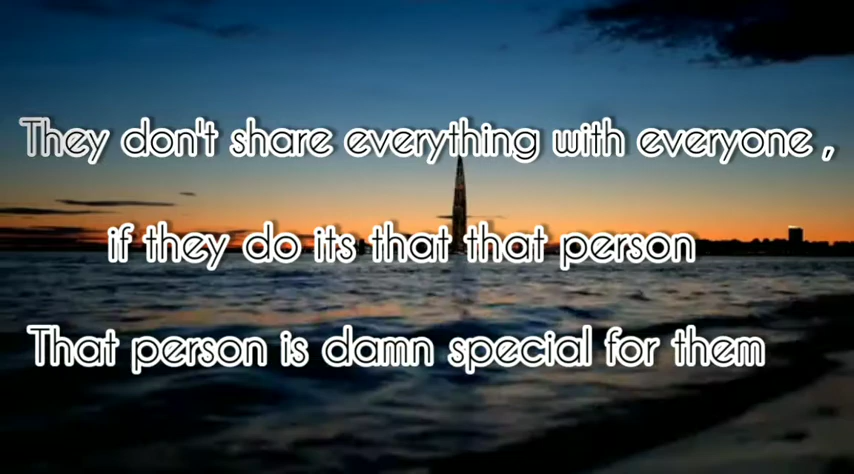 They don't share everything with everyone ,
if they do its that that person
That person is damn special for them